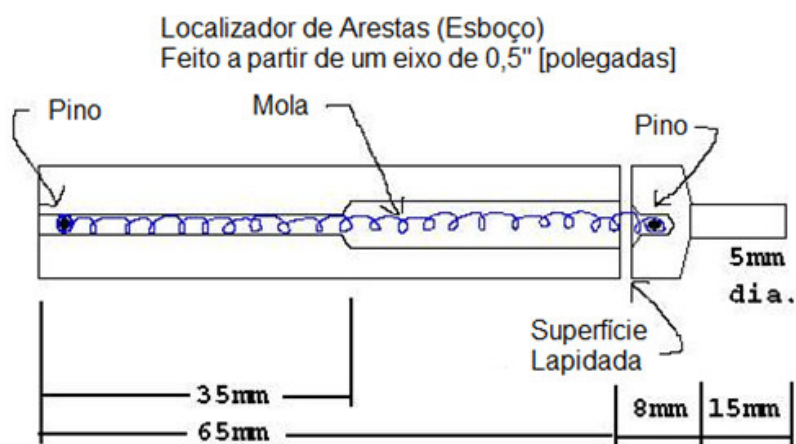 Localizador de Arestas (Esboço)
Feito a partir de um eixo de 0,5" [polegadas]
Pino
Mola
Pino
5mm
dia.
Superfície
Lapidada
35mm
8mm
15mm
65mm